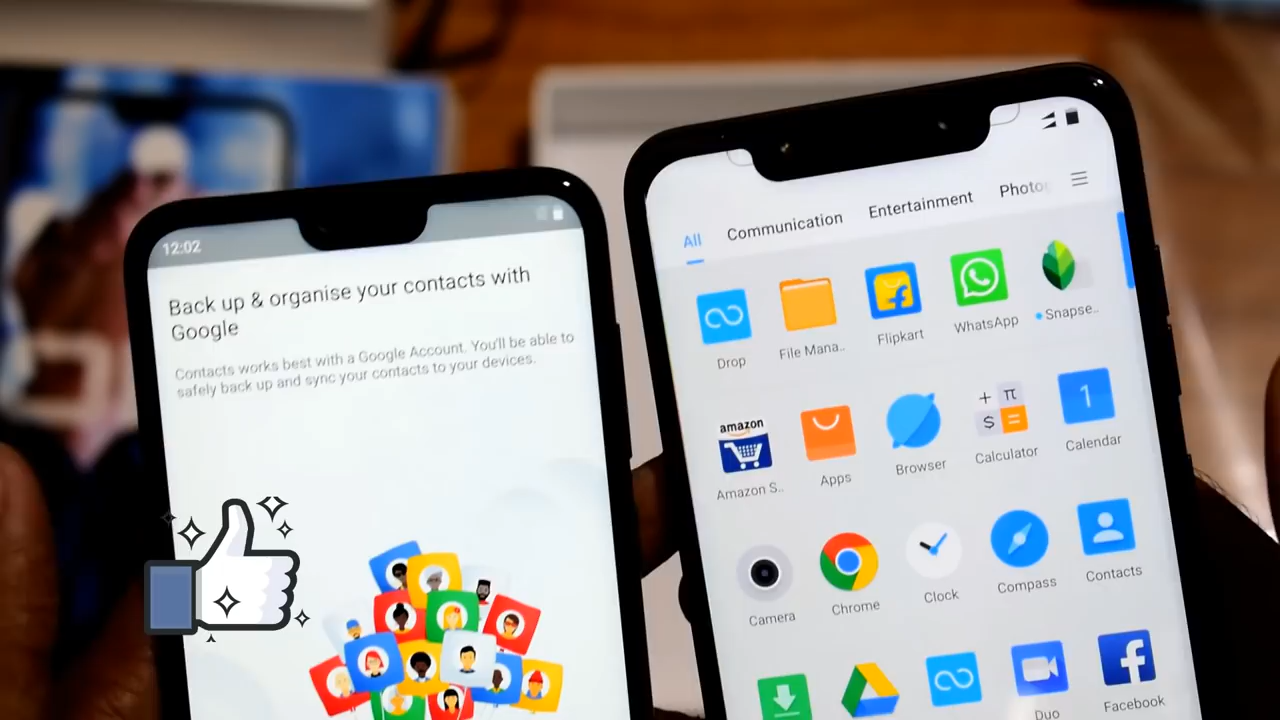 12:02
Back up & organise your contacts with
Google
Contacts works best with a Google Account. You'll be able to
safely back up and sync your contacts to your devices.
All Communication Entertainment Photo
Drop File Mana.. Flipkart WhatsApp Snapse..
amazon
π
$
1
Amazon S.. Apps Browser Calculator Calendar
Camera Chrome Clock Compass Contacts
Duo Facebook